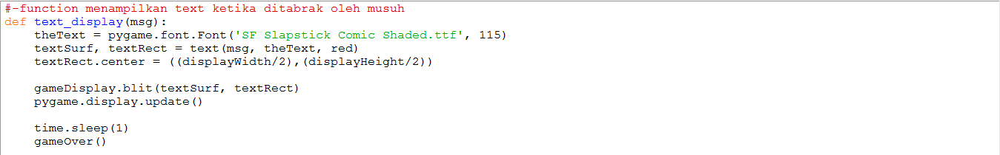 #-function menampilkan text ketika ditabrak oleh musuh
def text_display(msg):
    theText = pygame.font.Font('SF Slapstick Comic Shaded.ttf', 115)
    textSurf, textRect = text(msg, theText, red)
    textRect.center = ((displayWidth/2),(displayHeight/2))

    gameDisplay.blit(textSurf, textRect)
    pygame.display.update()

    time.sleep(1)
    gameOver()